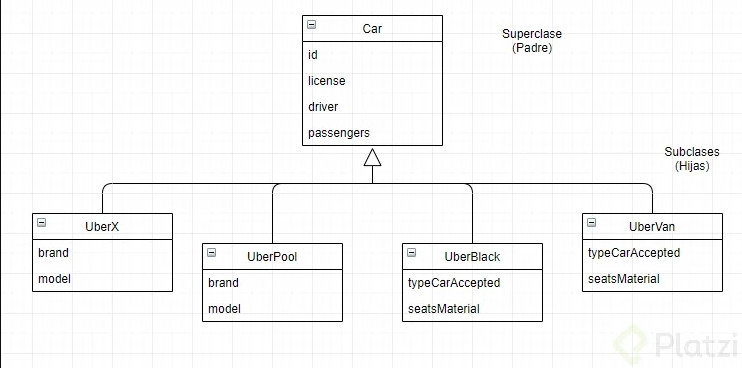 Car
id
license
driver
passengers
Superclase
(Padre)
Subclases
(Hijas)
UberX
brand
model
UberPool
brand
model
UberBlack
typeCarAccepted
seatsMaterial
UberVan
typeCarAccepted
seatsMaterial
Platzi